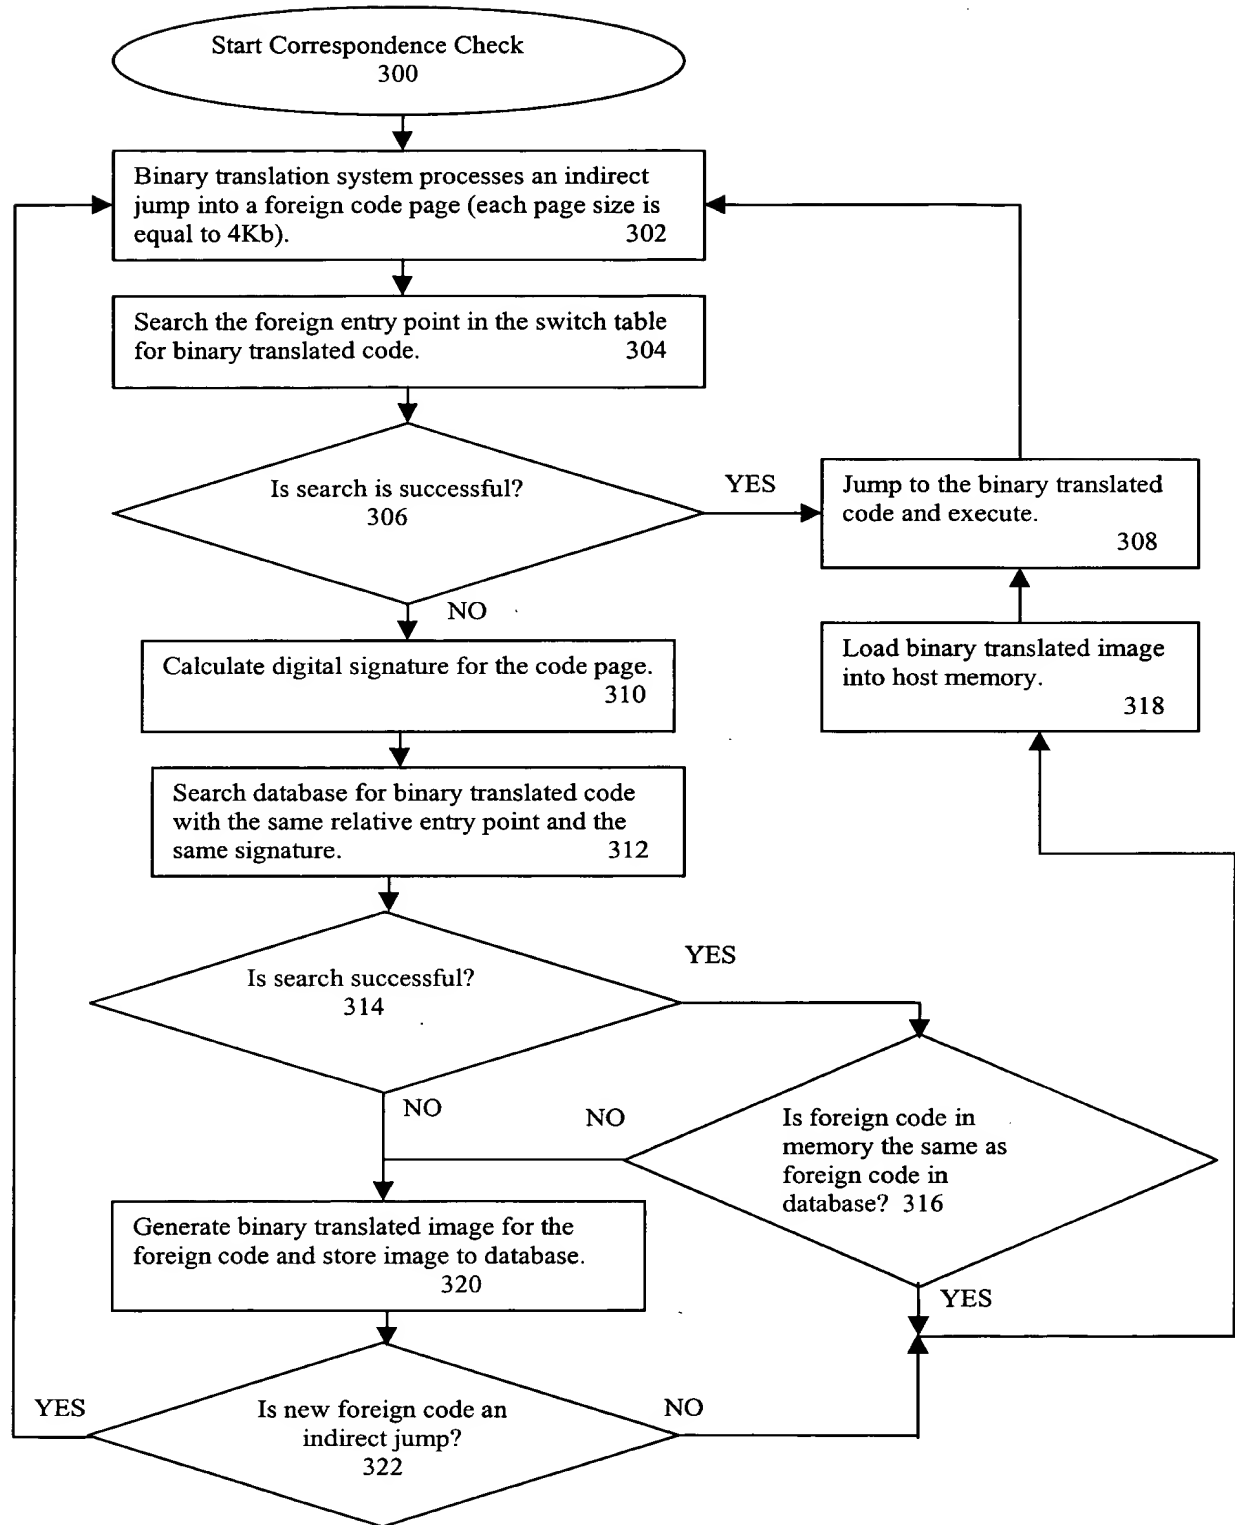 Start Correspondence Check
300
Binary translation system processes an indirect
jump into a foreign code page (each page size is
equal to 4Kb). 302
Search the foreign entry point in the switch table
for binary translated code. 304
Is search is successful?
306
YES
Jump to the binary translated
code and execute.
308
NO
Calculate digital signature for the code page.
310
Load binary translated image
into host memory.
318
Search database for binary translated code
with the same relative entry point and the
same signature. 312
Is search successful?
314
YES
NO
NO
Is foreign code in
memory the same as
foreign code in
database? 316
Generate binary translated image for the
foreign code and store image to database.
320
YES
YES
Is new foreign code an
indirect jump?
322
NO